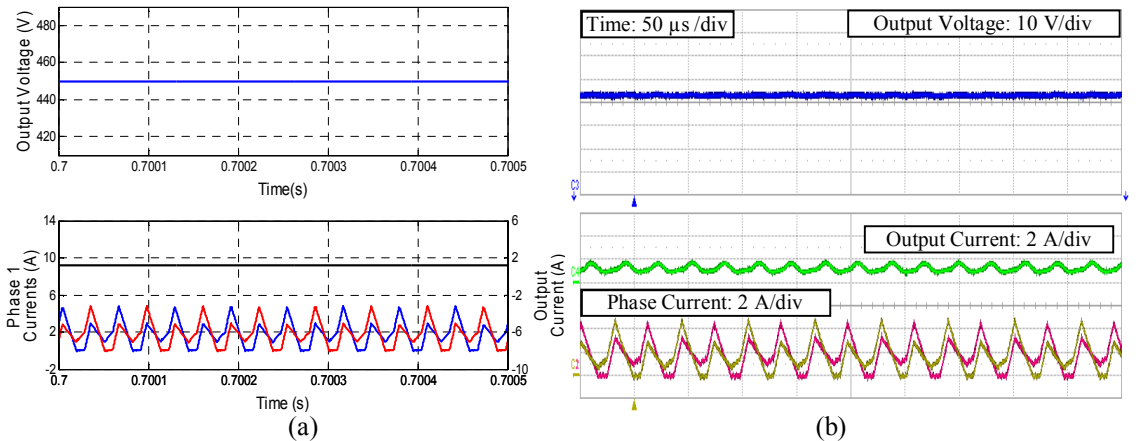 480
460
440
420
Output Voltage (V)
0.7 0.7001 0.7002 0.7003 0.7004 0.7005
Time(s)
14
10
6
2
-2
Phase 1
Currents (A)
6
2
-2
-6
-10
Output
Current (A)
0.7 0.7001 0.7002 0.7003 0.7004 0.7005
Time (s)
(a)
Time: 50 µs /div
Output Voltage: 10 V/div
C3
Output Current: 2 A/div
C4
Phase Current: 2 A/div
C2
(b)